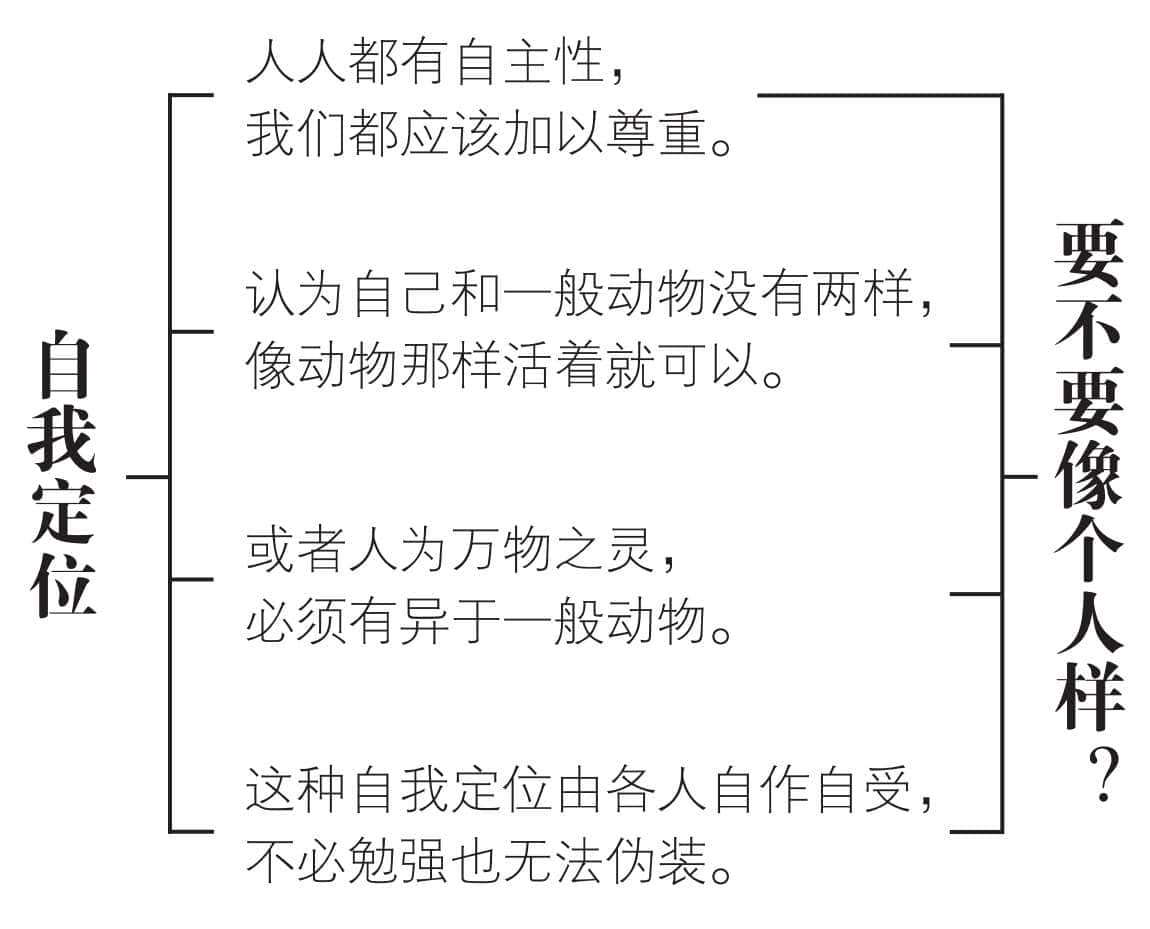 自我定位
人人都有自主性，
我们都应该加以尊重。
认为自己和一般动物没有两样，
像动物那样活着就可以。
或者人为万物之灵，
必须有异于一般动物。
这种自我定位由各人自作自受，
不必勉强也无法伪装。
要不要像个人样？